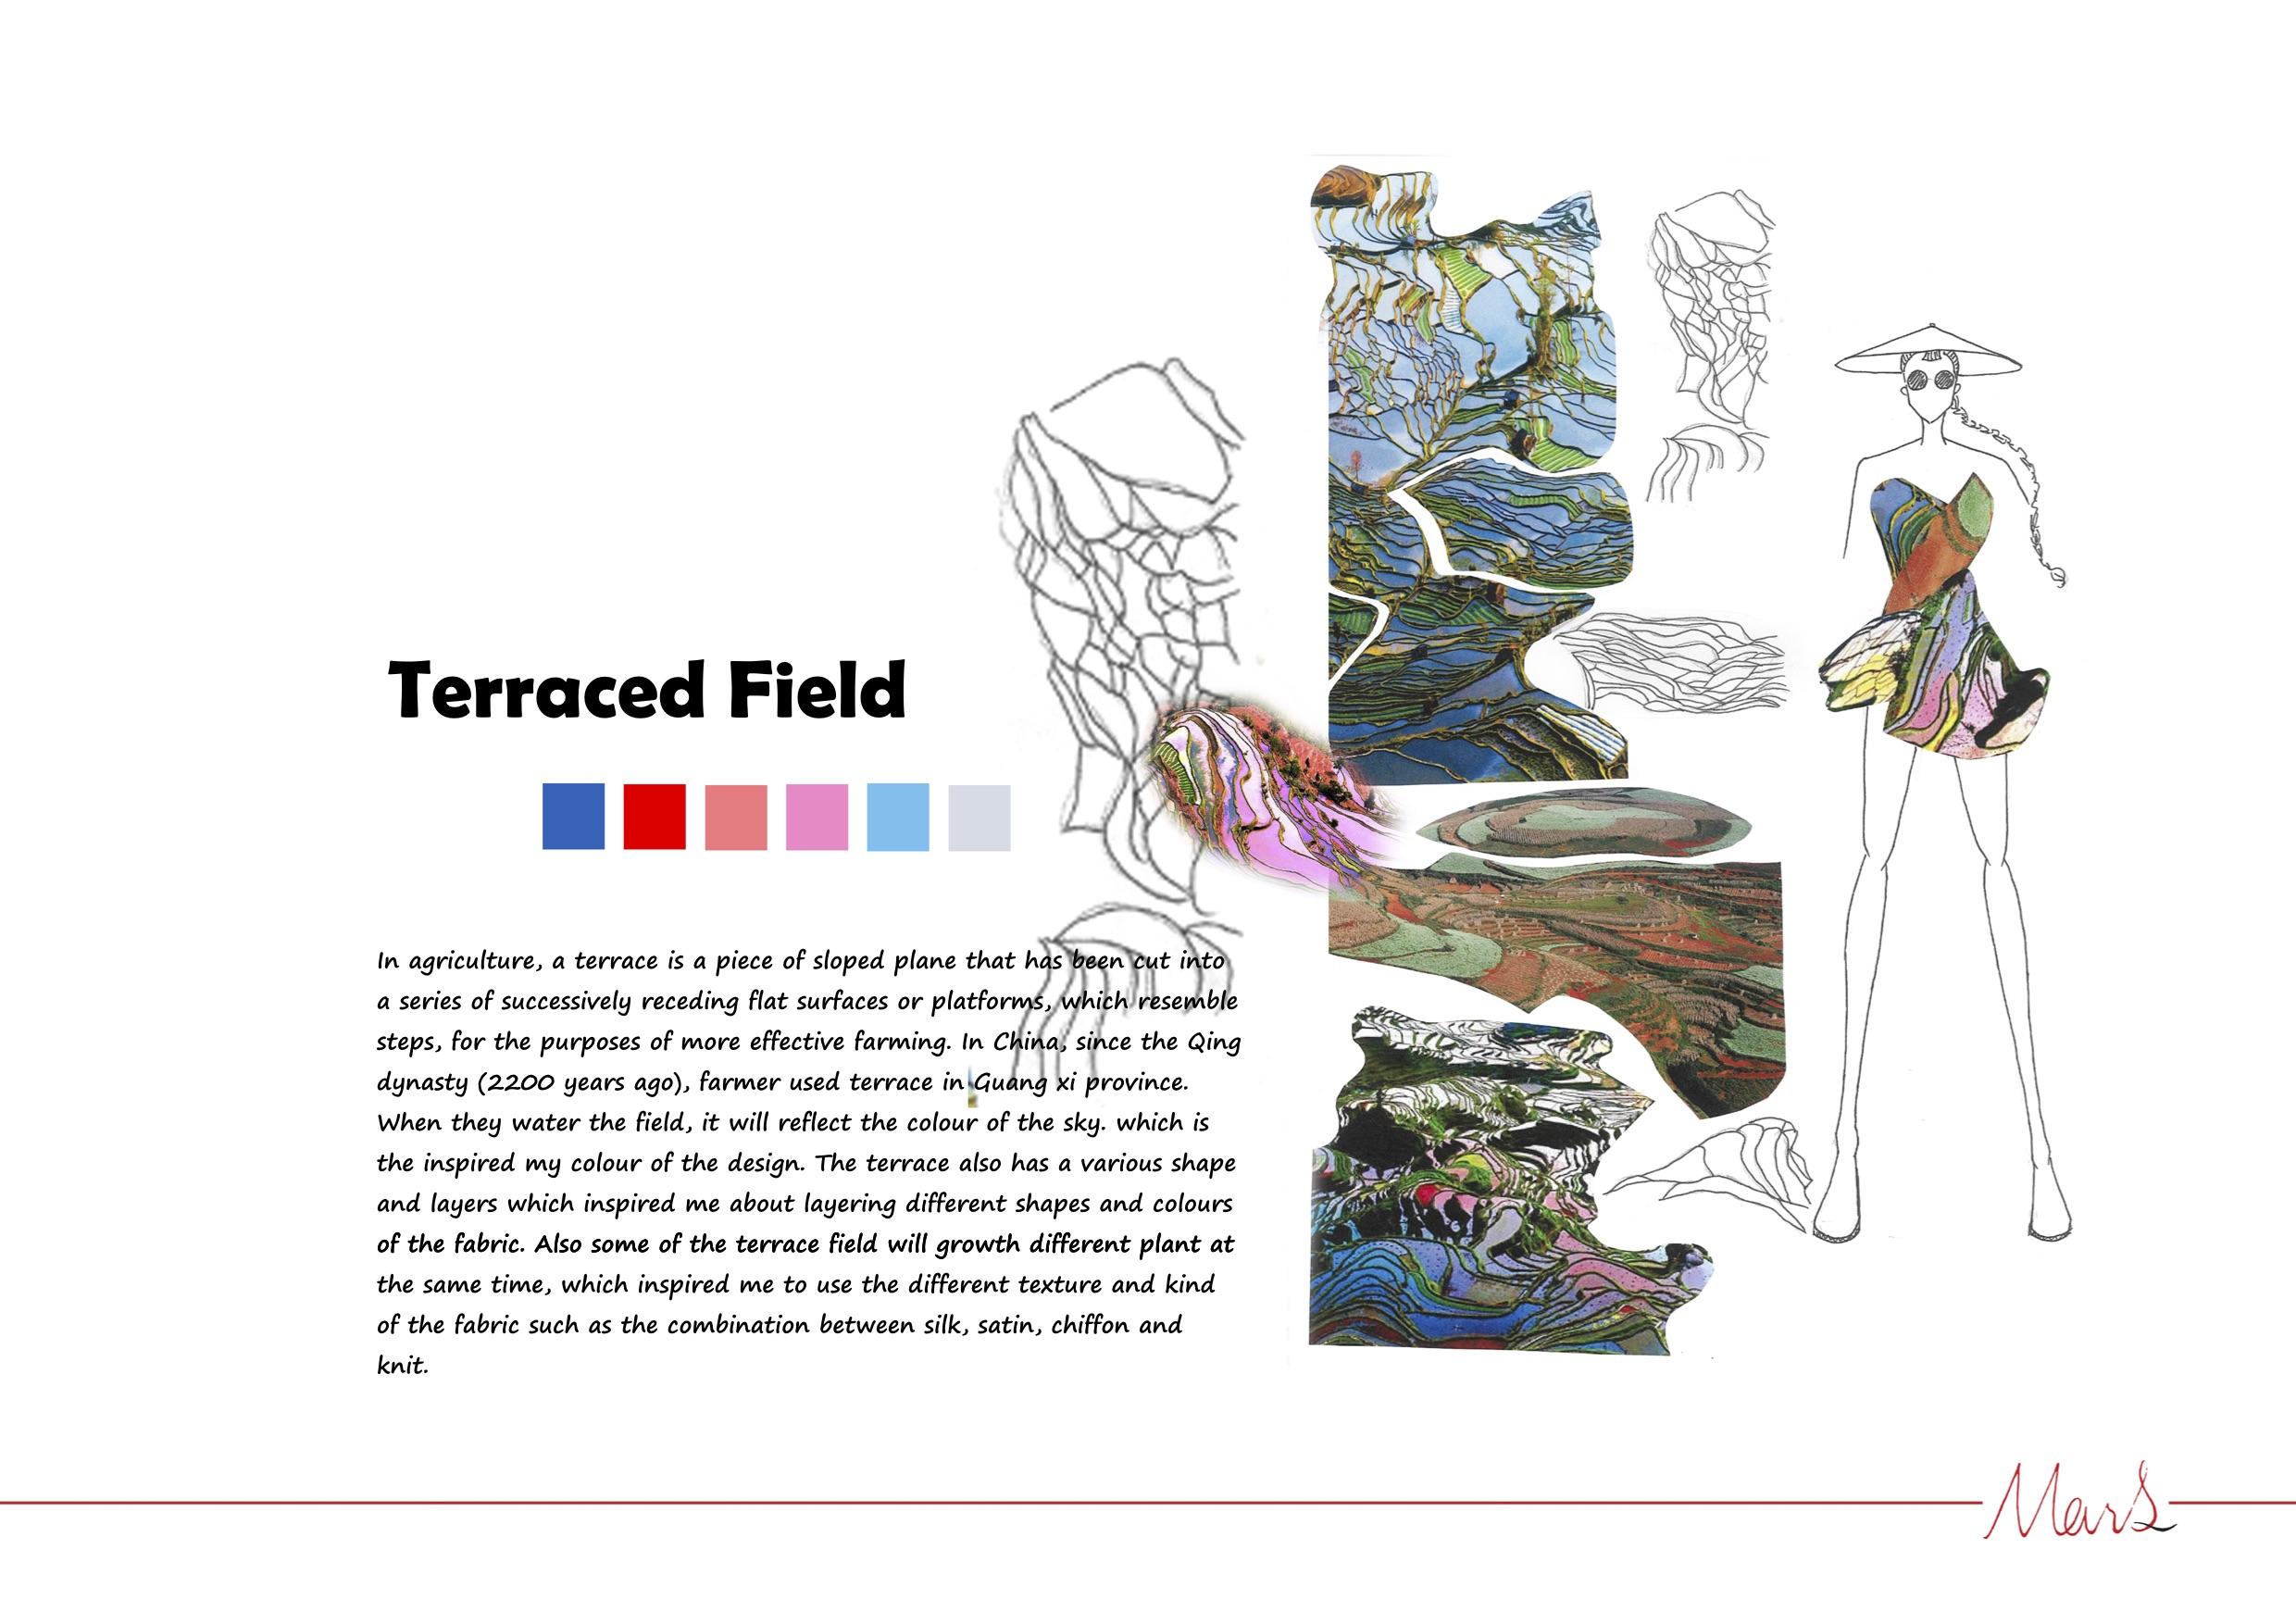 Terraced Field
In agriculture, a terrace is a piece of sloped plane that has been cut into
a series of successively receding flat surfaces or platforms, which resemble
steps, for the purposes of more effective farming. In China, since the Qing
dynasty (2200 years ago), farmer used terrace in Guang xi province.
When they water the field, it will reflect the colour of the sky. which is
the inspired my colour of the design. The terrace also has a various shape
and layers which inspired me about layering different shapes and colours
of the fabric. Also some of the terrace field will growth different plant at
the same time, which inspired me to use the different texture and kind
of the fabric such as the combination between silk, satin, chiffon and
knit.
MarS